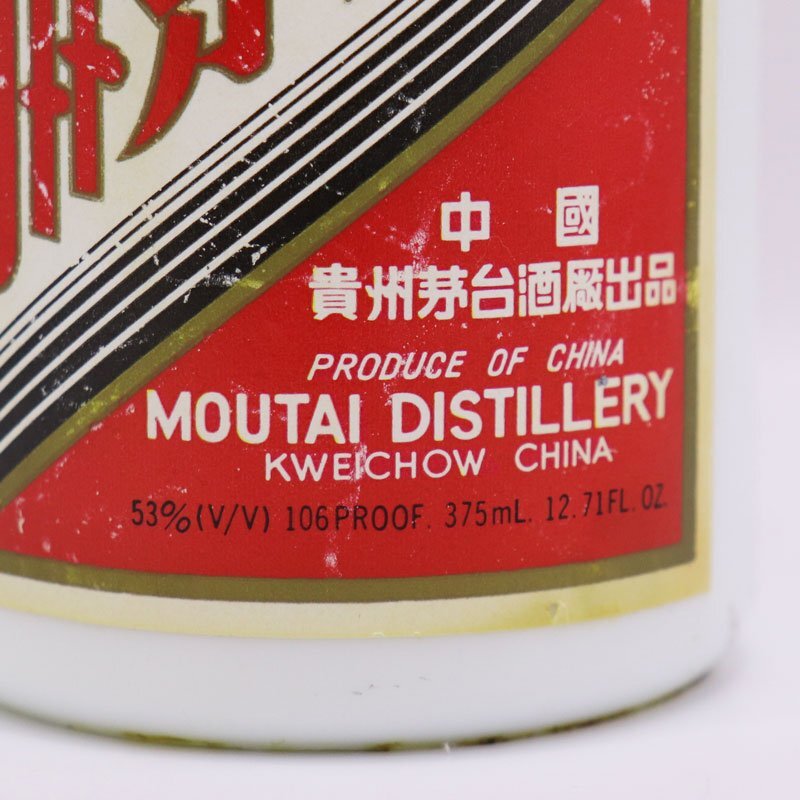 中國
貴州茅台酒廠出品
PRODUCE OF CHINA
MOUTAI DISTILLERY
KWEICHOW CHINA
53%(V/V) 106PROOF. 375mL. 12.71FL.OZ.